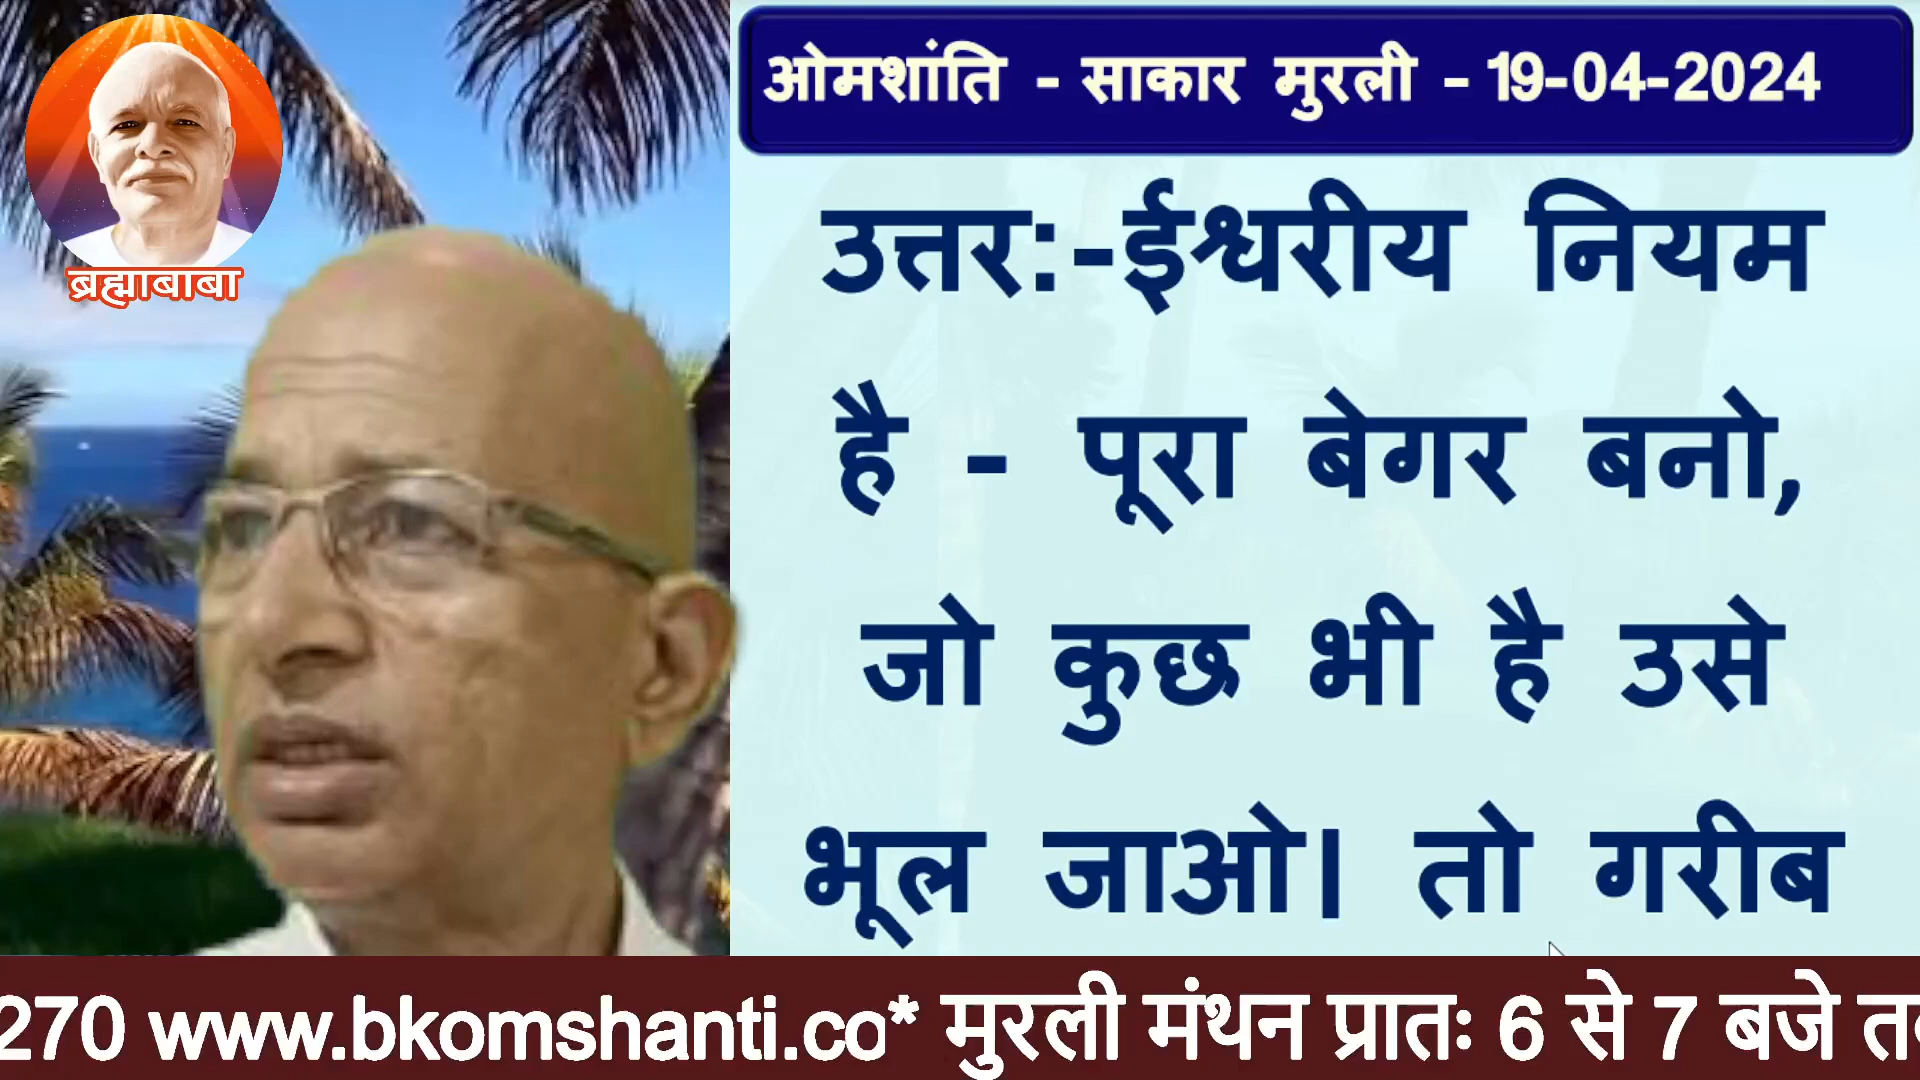 ब्रह्माबाबा
ओमशांति - साकार मुरली - 19-04-2024
उत्तर:-ईश्वरीय नियम
है - पूरा बेगर बनो,
जो कुछ भी है उसे
भूल जाओ। तो गरीब
270 www.bkomshanti.co* मुरली मंथन प्रातः 6 से 7 बजे